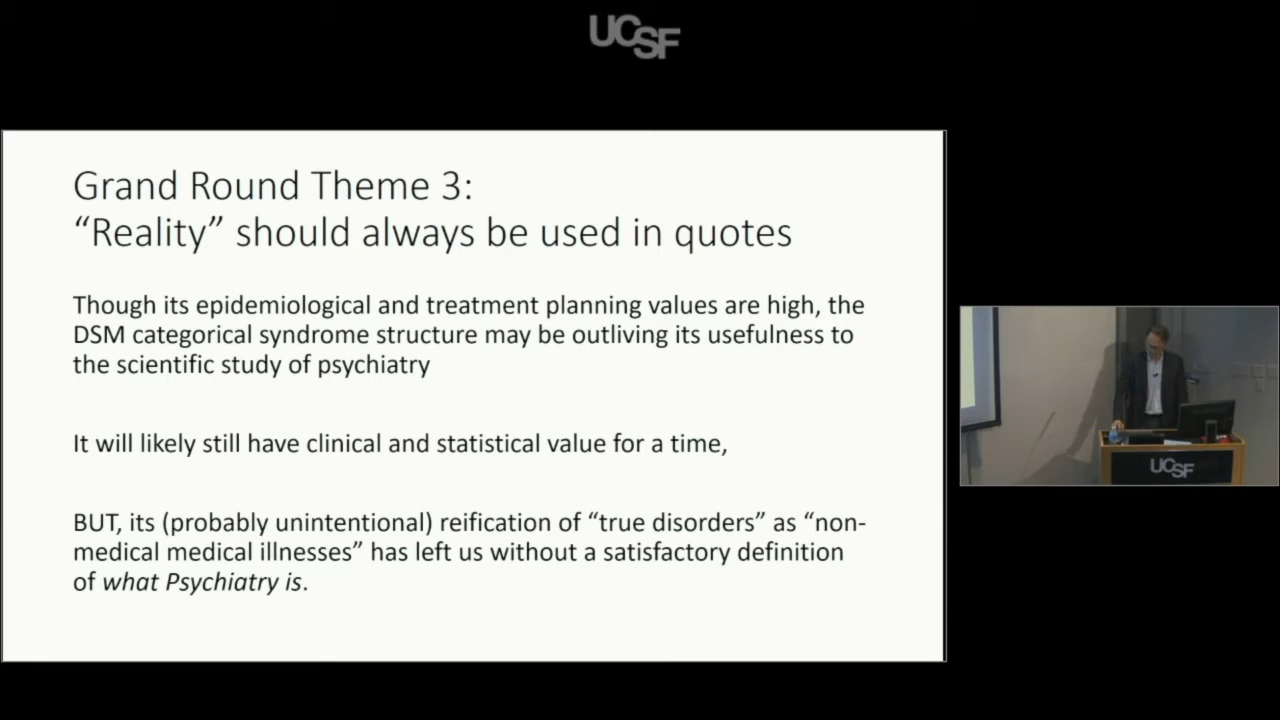 UCSF
Grand Round Theme 3:
“Reality” should always be used in quotes
Though its epidemiological and treatment planning values are high, the
DSM categorical syndrome structure may be outliving its usefulness to
the scientific study of psychiatry
It will likely still have clinical and statistical value for a time,
BUT, its (probably unintentional) reification of “true disorders” as “non-
medical medical illnesses” has left us without a satisfactory definition
of what Psychiatry is.
UCSF